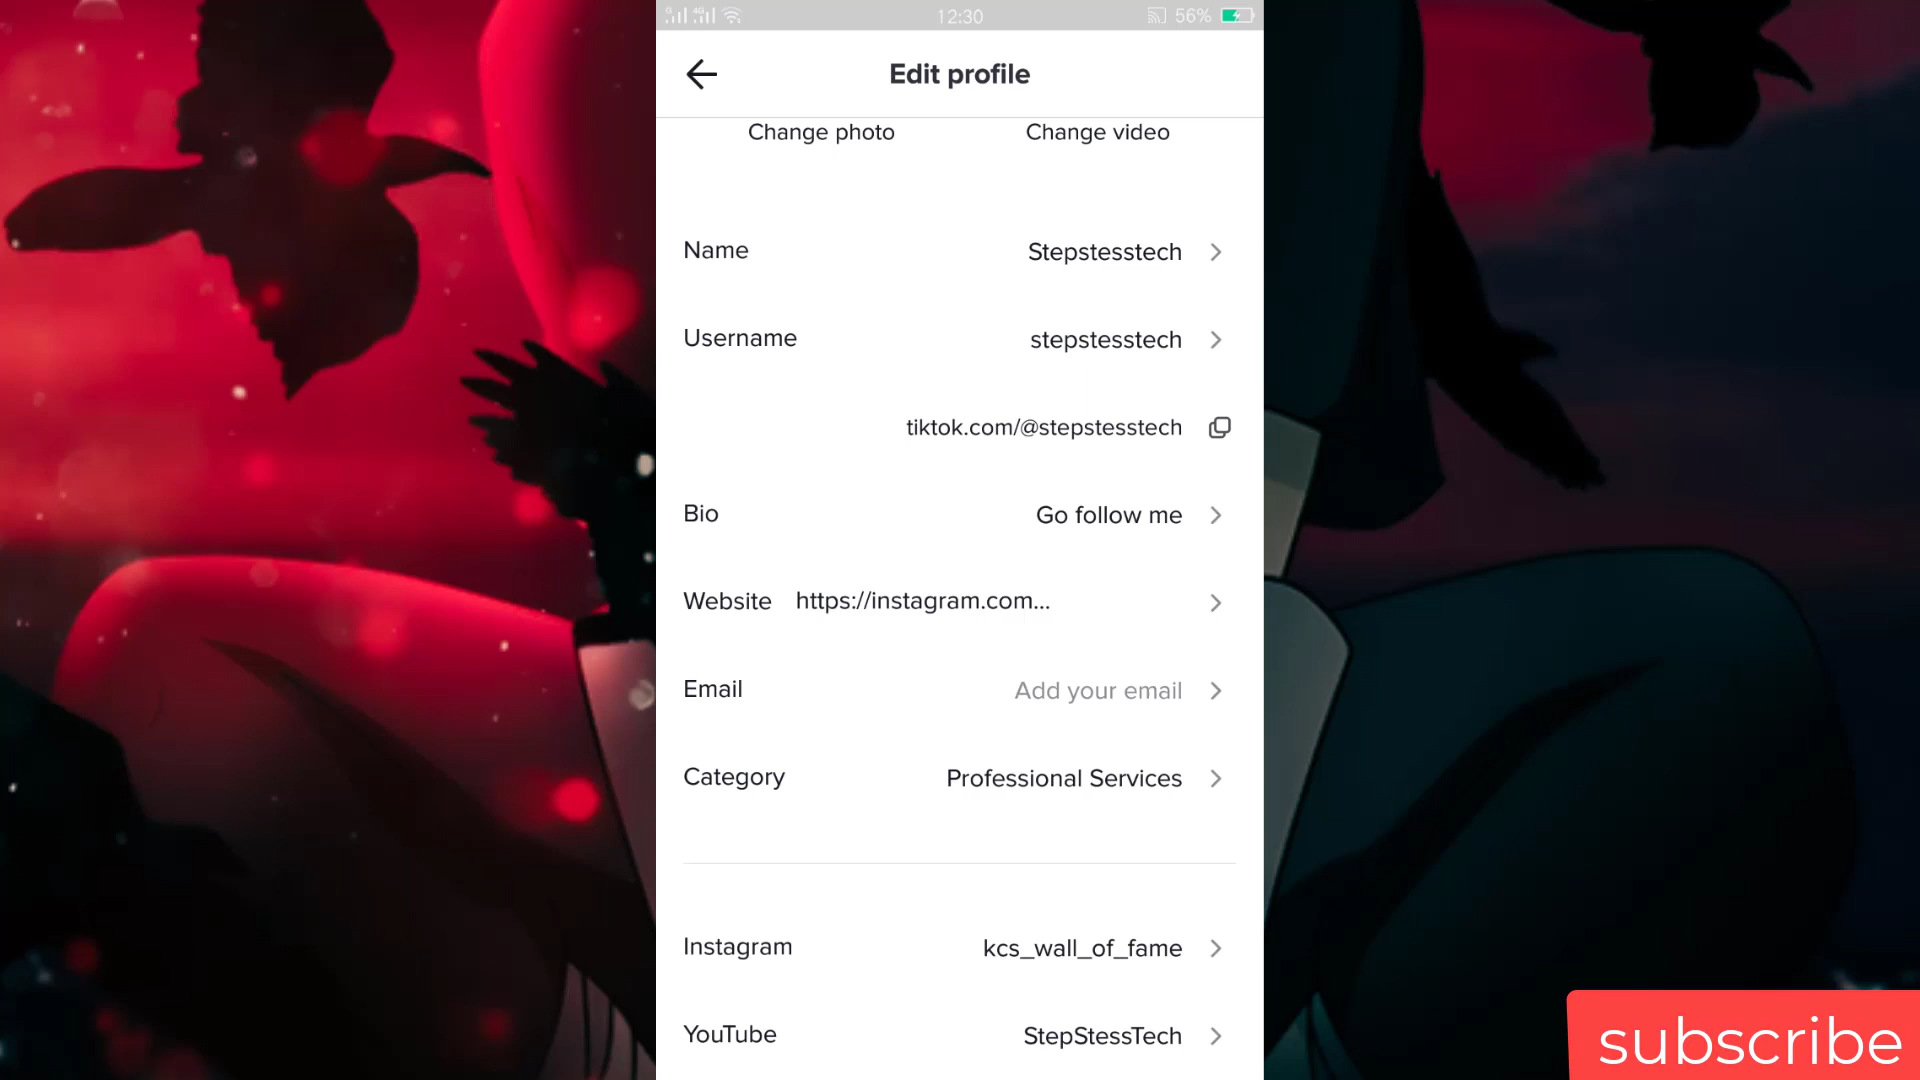 12:30
56%
Edit profile
Change photo Change video
Name Stepstesstech
Username stepstesstech
tiktok.com/@stepstesstech
Bio Go follow me
Website https://instagram.com...
Email Add your email
Category Professional Services
Instagram kcs_wall_of_fame
YouTube StepStessTech
subscribe